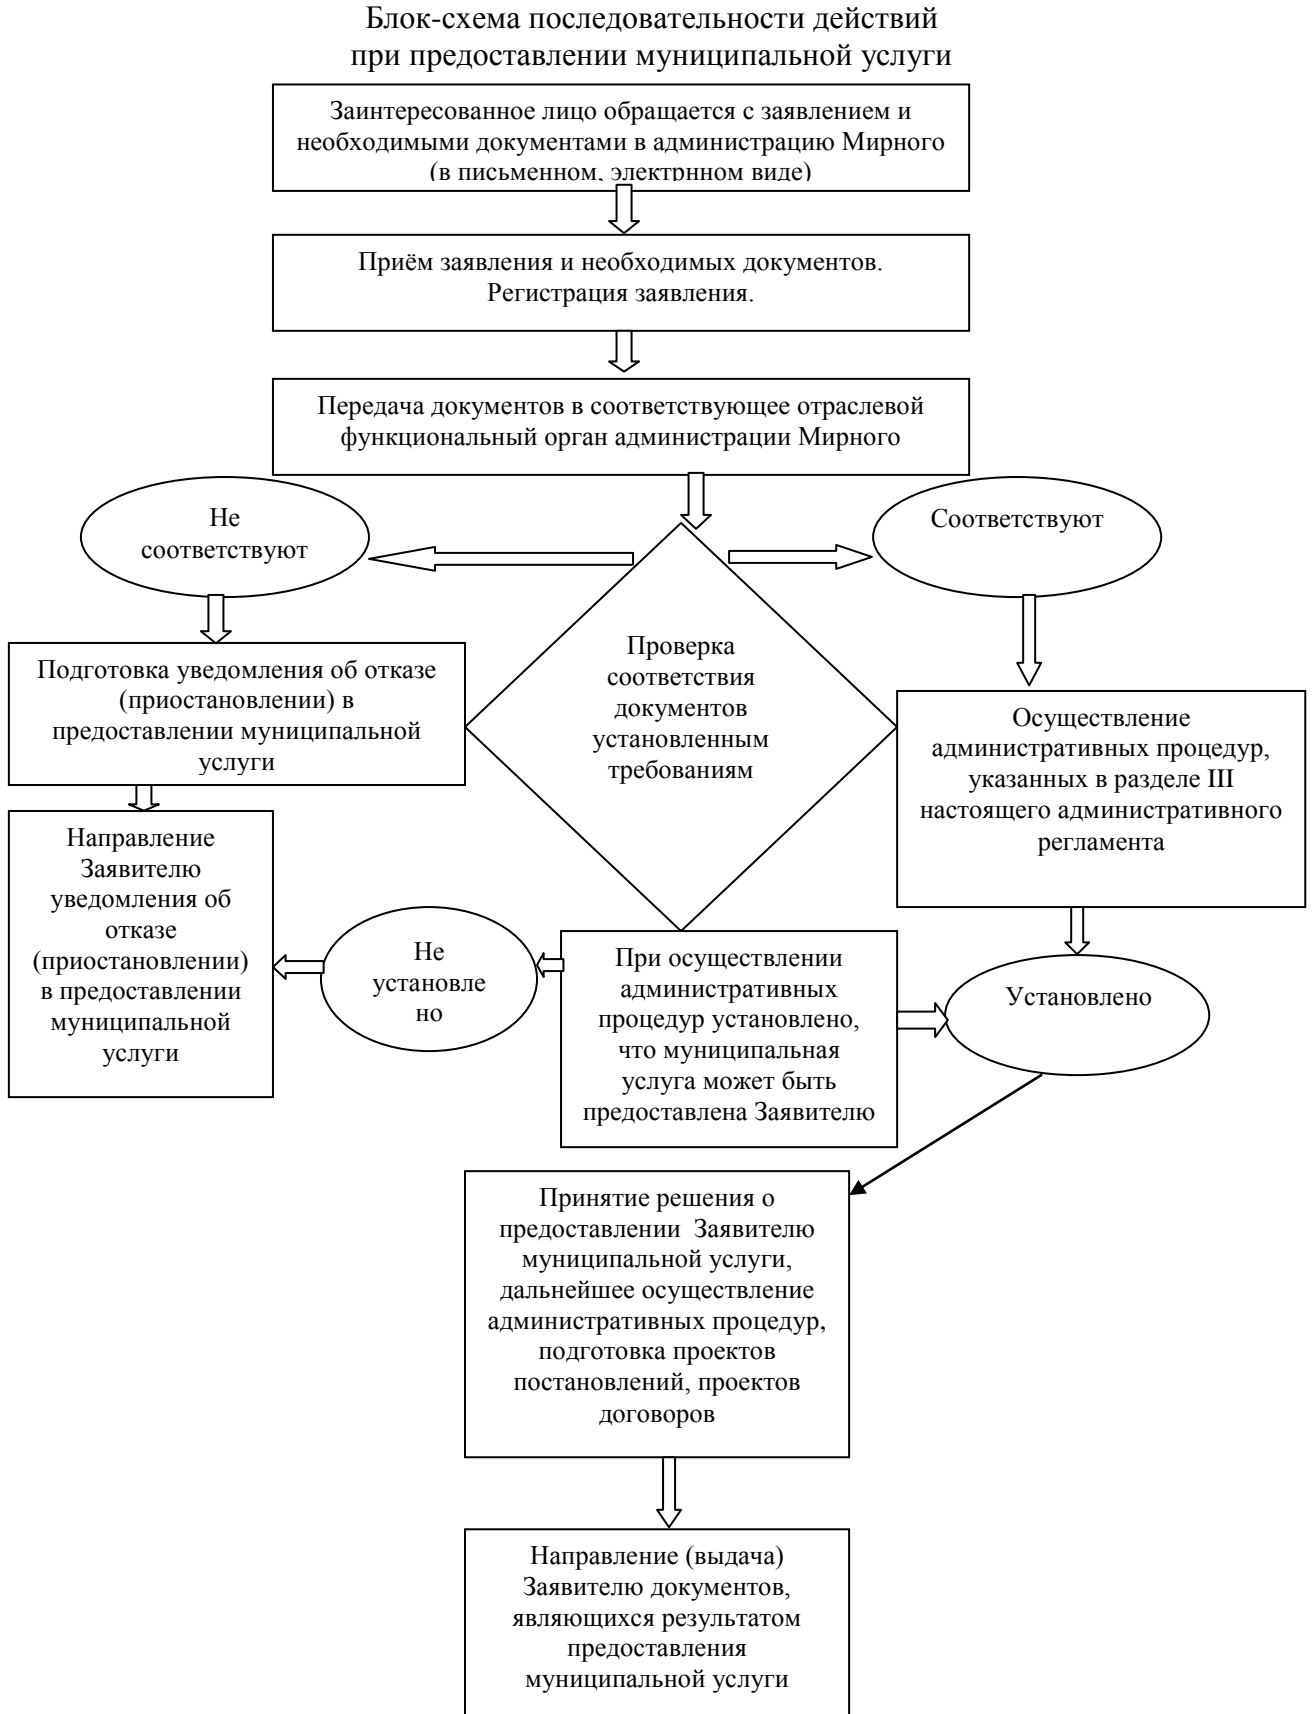 Блок-схема последовательности действий
при предоставлении муниципальной услуги
Заинтересованное лицо обращается с заявлением и
необходимыми документами в администрацию Мирного
(в письменном, электрнном виде)
Приём заявления и необходимых документов.
Регистрация заявления.
Передача документов в соответствующее отраслевой
функциональный орган администрации Мирного
Не
соответствуют
Соответствуют
Проверка
соответствия
документов
установленным
требованиям
Подготовка уведомления об отказе
(приостановлении) в
предоставлении муниципальной
услуги
Осуществление
административных процедур,
указанных в разделе III
настоящего административного
регламента
Направление
Заявителю
уведомления об
отказе
(приостановлении)
в предоставлении
муниципальной
услуги
Не
установле
но
При осуществлении
административных
процедур установлено,
что муниципальная
услуга может быть
предоставлена Заявителю
Установлено
Принятие решения о
предоставлении Заявителю
муниципальной услуги,
дальнейшее осуществление
административных процедур,
подготовка проектов
постановлений, проектов
договоров
Направление (выдача)
Заявителю документов,
являющихся результатом
предоставления
муниципальной услуги